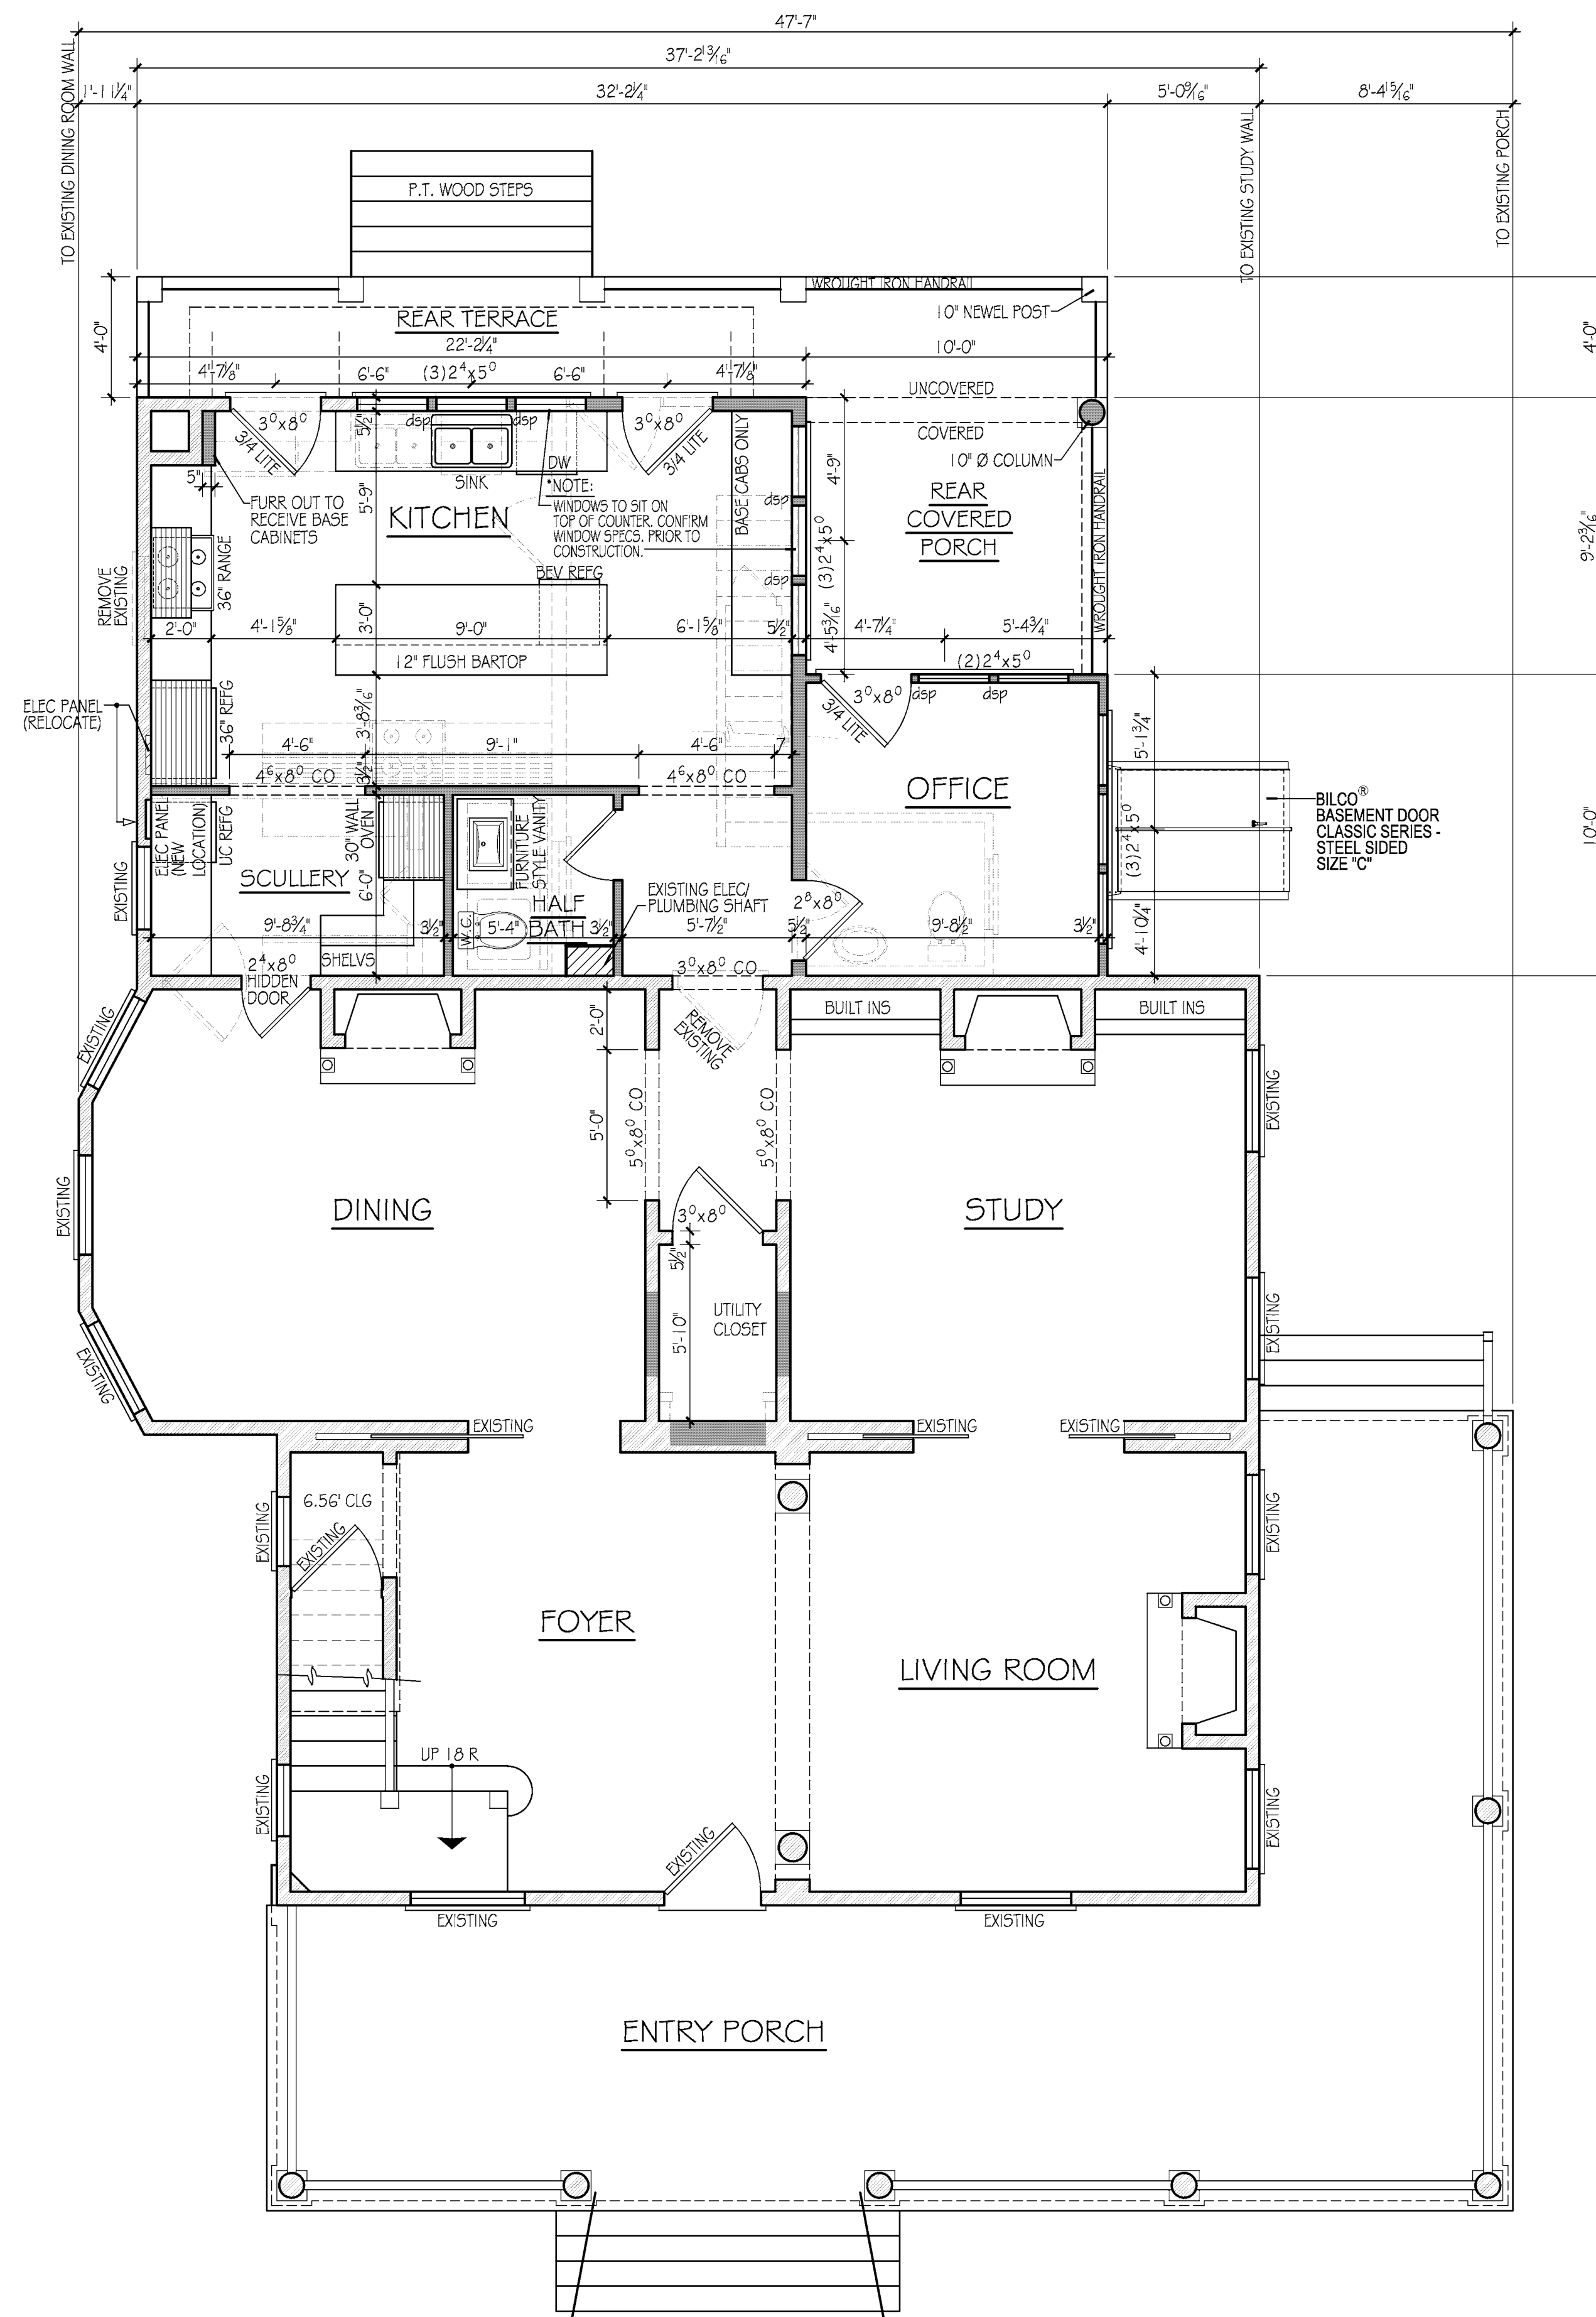 47'-7"
37'-2 13/16"
1'-11 1/4"
32'-2 1/4"
5'-0 9/16"
8'-4 15/16"
TO EXISTING DINING ROOM WALL
TO EXISTING STUDY WALL
TO EXISTING PORCH
P.T. WOOD STEPS
WROUGHT IRON HANDRAIL
10" NEWEL POST
4'-0"
4'-0"
REAR TERRACE
22'-2 1/4"
10'-0"
4'-7 1/8"
6'-6"
(3)2⁴x5⁰
6'-6"
4'-7 1/8"
UNCOVERED
COVERED
10" Ø COLUMN
3⁰x8⁰
3/4 LITE
5 1/2"
dsp
dsp
3⁰x8⁰
3/4 LITE
BASE CABS ONLY
SINK
DW
5"
FURR OUT TO
RECEIVE BASE
CABINETS
5'-9"
KITCHEN
*NOTE:
WINDOWS TO SIT ON
TOP OF COUNTER. CONFIRM
WINDOW SPECS. PRIOR TO
CONSTRUCTION.
dsp
dsp
4'-9"
(3)2⁴x5⁰
4'-5 3/16"
REAR
COVERED
PORCH
WROUGHT IRON HANDRAIL
9'-2 3/16"
REMOVE
EXISTING
36" RANGE
BEV REFG
2'-0"
4'-1 5/8"
3'-0"
9'-0"
6'-1 5/8"
5 1/2"
4'-7 1/4"
5'-4 3/4"
12" FLUSH BARTOP
(2)2⁴x5⁰
dsp
dsp
3⁰x8⁰
3/4 LITE
ELEC PANEL
(RELOCATE)
36" REFG
3'-8 3/16"
4'-6"
9'-1"
4'-6"
7"
4⁶x8⁰ CO
3 1/2"
4⁶x8⁰ CO
OFFICE
5'-1 3/4"
(3)2⁴x5⁰
4'-10 1/4"
BILCO®
BASEMENT DOOR
CLASSIC SERIES -
STEEL SIDED
SIZE "C"
10'-0"
ELEC PANEL
(NEW
LOCATION)
UC REFG
30" WALL
OVEN
FURNITURE
STYLE VANITY
EXISTING
SCULLERY
6'-0"
HALF
BATH
EXISTING ELEC/
PLUMBING SHAFT
2⁸x8⁰
9'-8 3/4"
3 1/2"
W.C.
5'-4"
3 1/2"
5'-7 1/2"
5 1/2"
9'-8 1/2"
3 1/2"
SHELVS
2⁴x8⁰
HIDDEN
DOOR
3⁰x8⁰ CO
REMOVE
EXISTING
BUILT INS
BUILT INS
EXISTING
2'-0"
5'-0"
5⁰x8⁰ CO
5⁰x8⁰ CO
EXISTING
EXISTING
DINING
STUDY
3⁰x8⁰
5 1/2"
5'-10"
UTILITY
CLOSET
EXISTING
EXISTING
EXISTING
EXISTING
EXISTING
6.56' CLG
EXISTING
EXISTING
EXISTING
FOYER
LIVING ROOM
UP 18 R
EXISTING
EXISTING
EXISTING
EXISTING
EXISTING
ENTRY PORCH